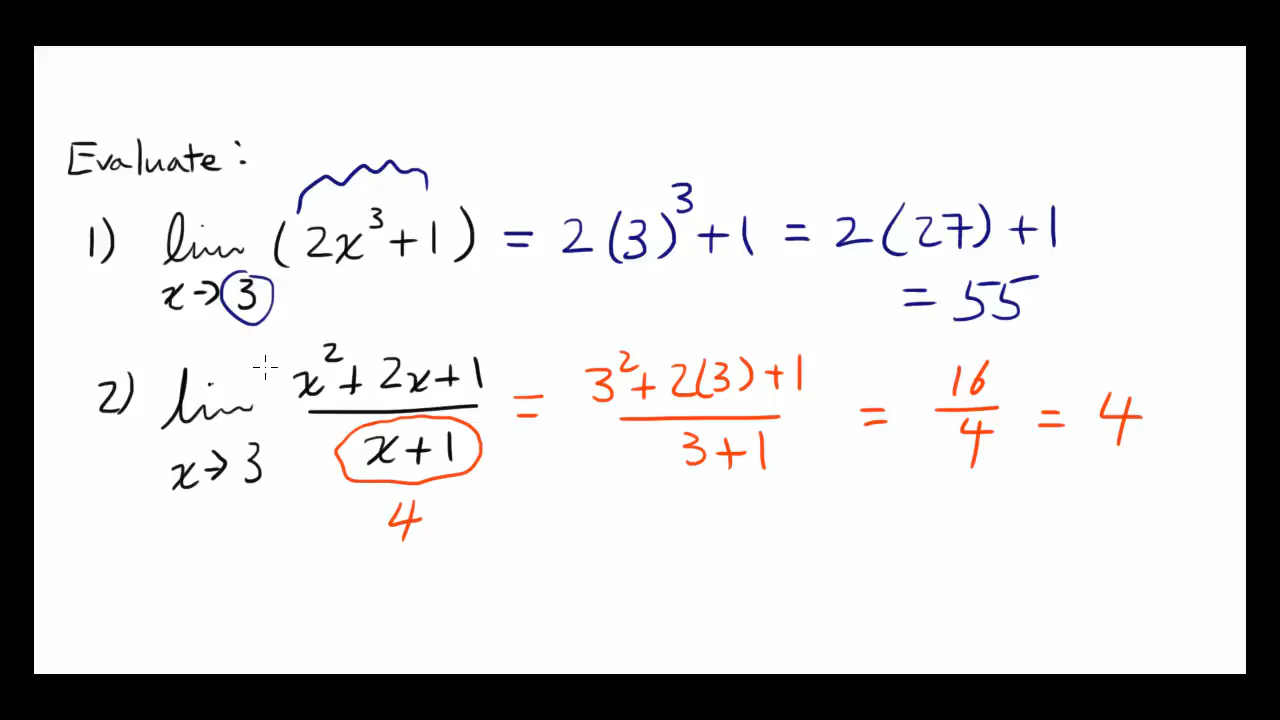 Evaluate:
1) lim x→3 (2x³+1) = 2(3)³+1 = 2(27)+1
= 55
2) lim x→3 (x²+2x+1)/(x+1) = (3²+2(3)+1)/(3+1) = 16/4 = 4
4